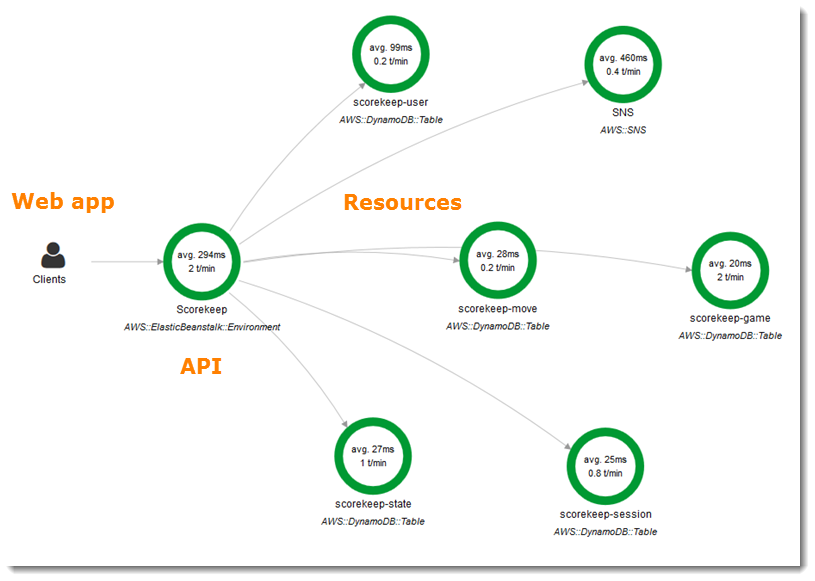 avg. 99ms
0.2 t/min
scorekeep-user
AWS::DynamoDB::Table
avg. 460ms
0.4 t/min
SNS
AWS::SNS
Web app
Resources
Clients
avg. 294ms
2 t/min
Scorekeep
AWS::ElasticBeanstalk::Environment
avg. 28ms
0.2 t/min
scorekeep-move
AWS::DynamoDB::Table
avg. 20ms
2 t/min
scorekeep-game
AWS::DynamoDB::Table
API
avg. 27ms
1 t/min
scorekeep-state
AWS::DynamoDB::Table
avg. 25ms
0.8 t/min
scorekeep-session
AWS::DynamoDB::Table